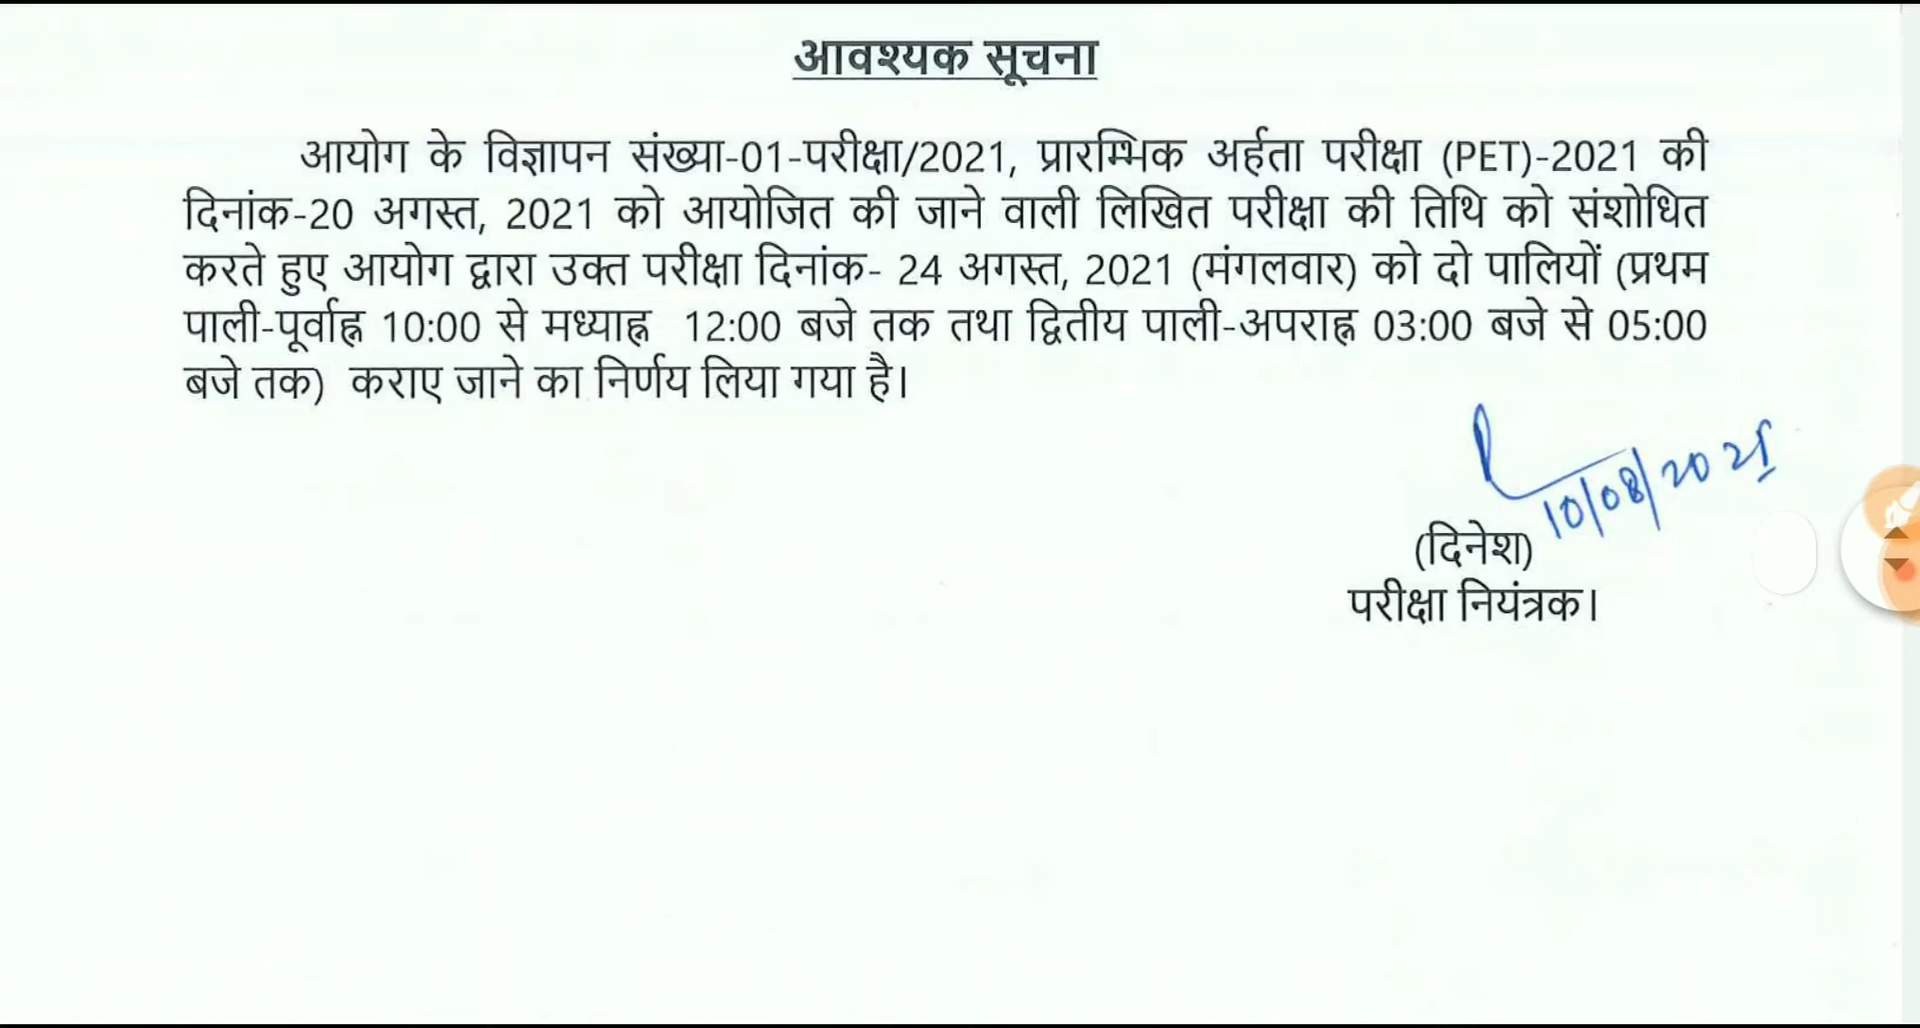 आवश्यक सूचना
आयोग के विज्ञापन संख्या-01-परीक्षा/2021, प्रारम्भिक अर्हता परीक्षा (PET)-2021 की
दिनांक-20 अगस्त, 2021 को आयोजित की जाने वाली लिखित परीक्षा की तिथि को संशोधित
करते हुए आयोग द्वारा उक्त परीक्षा दिनांक- 24 अगस्त, 2021 (मंगलवार) को दो पालियों (प्रथम
पाली-पूर्वाह्न 10:00 से मध्याह्न 12:00 बजे तक तथा द्वितीय पाली-अपराह्न 03:00 बजे से 05:00
बजे तक) कराए जाने का निर्णय लिया गया है।
10/08/2021
(दिनेश)
परीक्षा नियंत्रक।